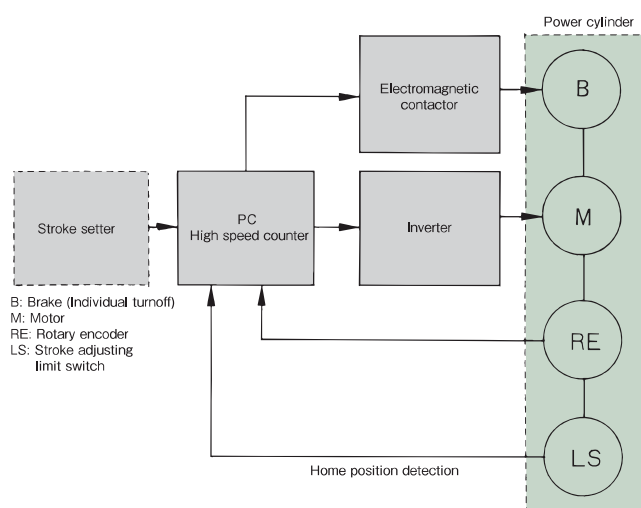 Power cylinder
Electromagnetic
contactor
B
Stroke setter
PC
High speed counter
Inverter
M
B: Brake (Individual turnoff)
M: Motor
RE: Rotary encoder
LS: Stroke adjusting
limit switch
RE
LS
Home position detection